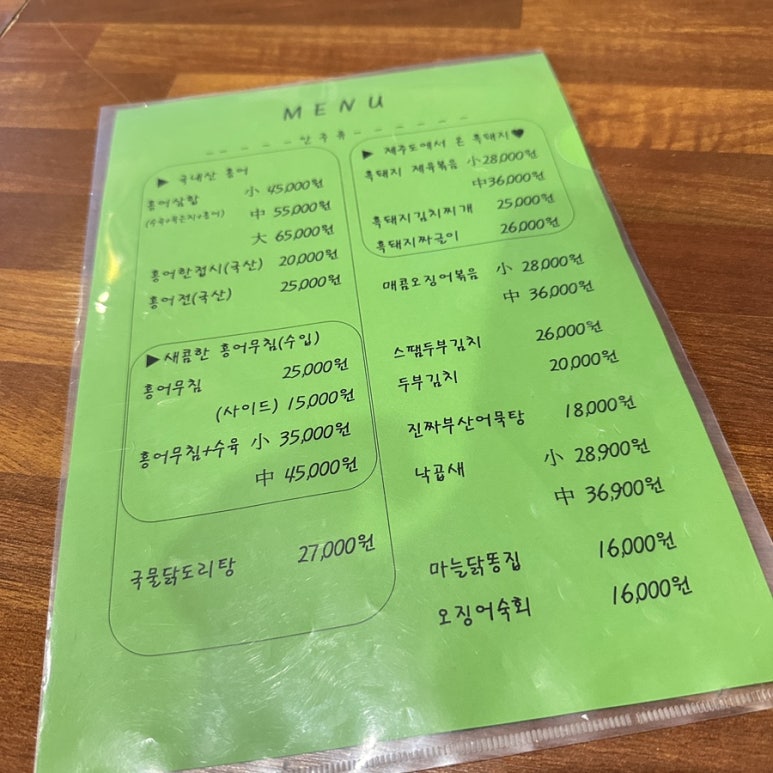 MENU
- - - - - 안주류 - - - - - -
▶ 국내산 홍어
홍어삼합 小 45,000원
(수육+묵은지+홍어) 中 55,000원
大 65,000원
홍어한접시(국산) 20,000원
홍어전(국산) 25,000원
▶새콤한 홍어무침(수입)
홍어무침 25,000원
(사이드) 15,000원
홍어무침+수육 小 35,000원
中 45,000원
국물닭도리탕 27,000원
▶ 제주도에서 온 흑돼지♥
흑돼지 제육볶음 小 28,000원
中 36,000원
흑돼지김치찌개 25,000원
흑돼지짜글이 26,000원
매콤오징어볶음 小 28,000원
中 36,000원
스팸두부김치 26,000원
두부김치 20,000원
진짜부산어묵탕 18,000원
낙곱새 小 28,900원
中 36,900원
마늘닭똥집 16,000원
오징어숙회 16,000원